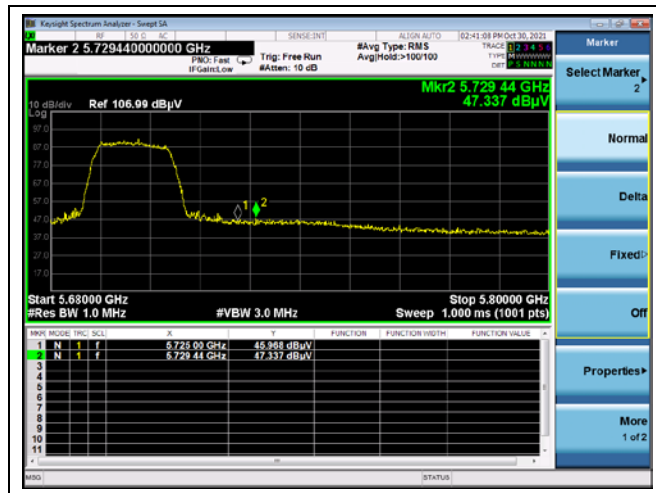 Keysight Spectrum Analyzer - Swept SA
RF 50 Ω AC SENSE:INT ALIGN AUTO 02:41:08 PM Oct 30, 2021
Marker 2 5.729440000000 GHz
PNO: Fast
IFGain:Low
Trig: Free Run
#Atten: 10 dB
#Avg Type: RMS
Avg|Hold:>100/100
TRACE 1 2 3 4 5 6
TYPE M
DET P S N N N N
Mkr2 5.729 44 GHz
47.337 dBµV
10 dB/div Ref 106.99 dBµV
Log
97.0
87.0
77.0
67.0
57.0
47.0
37.0
27.0
17.0
1
2
Start 5.68000 GHz
Stop 5.80000 GHz
#Res BW 1.0 MHz
#VBW 3.0 MHz
Sweep 1.000 ms (1001 pts)
MKR MODE TRC SCL X Y FUNCTION FUNCTION WIDTH FUNCTION VALUE
1 N 1 f 5.725 00 GHz 45.968 dBµV
2 N 1 f 5.729 44 GHz 47.337 dBµV
3
4
5
6
7
8
9
10
11
MSG
STATUS
Marker
Select Marker
2
Normal
Delta
Fixed
Off
Properties
More
1 of 2